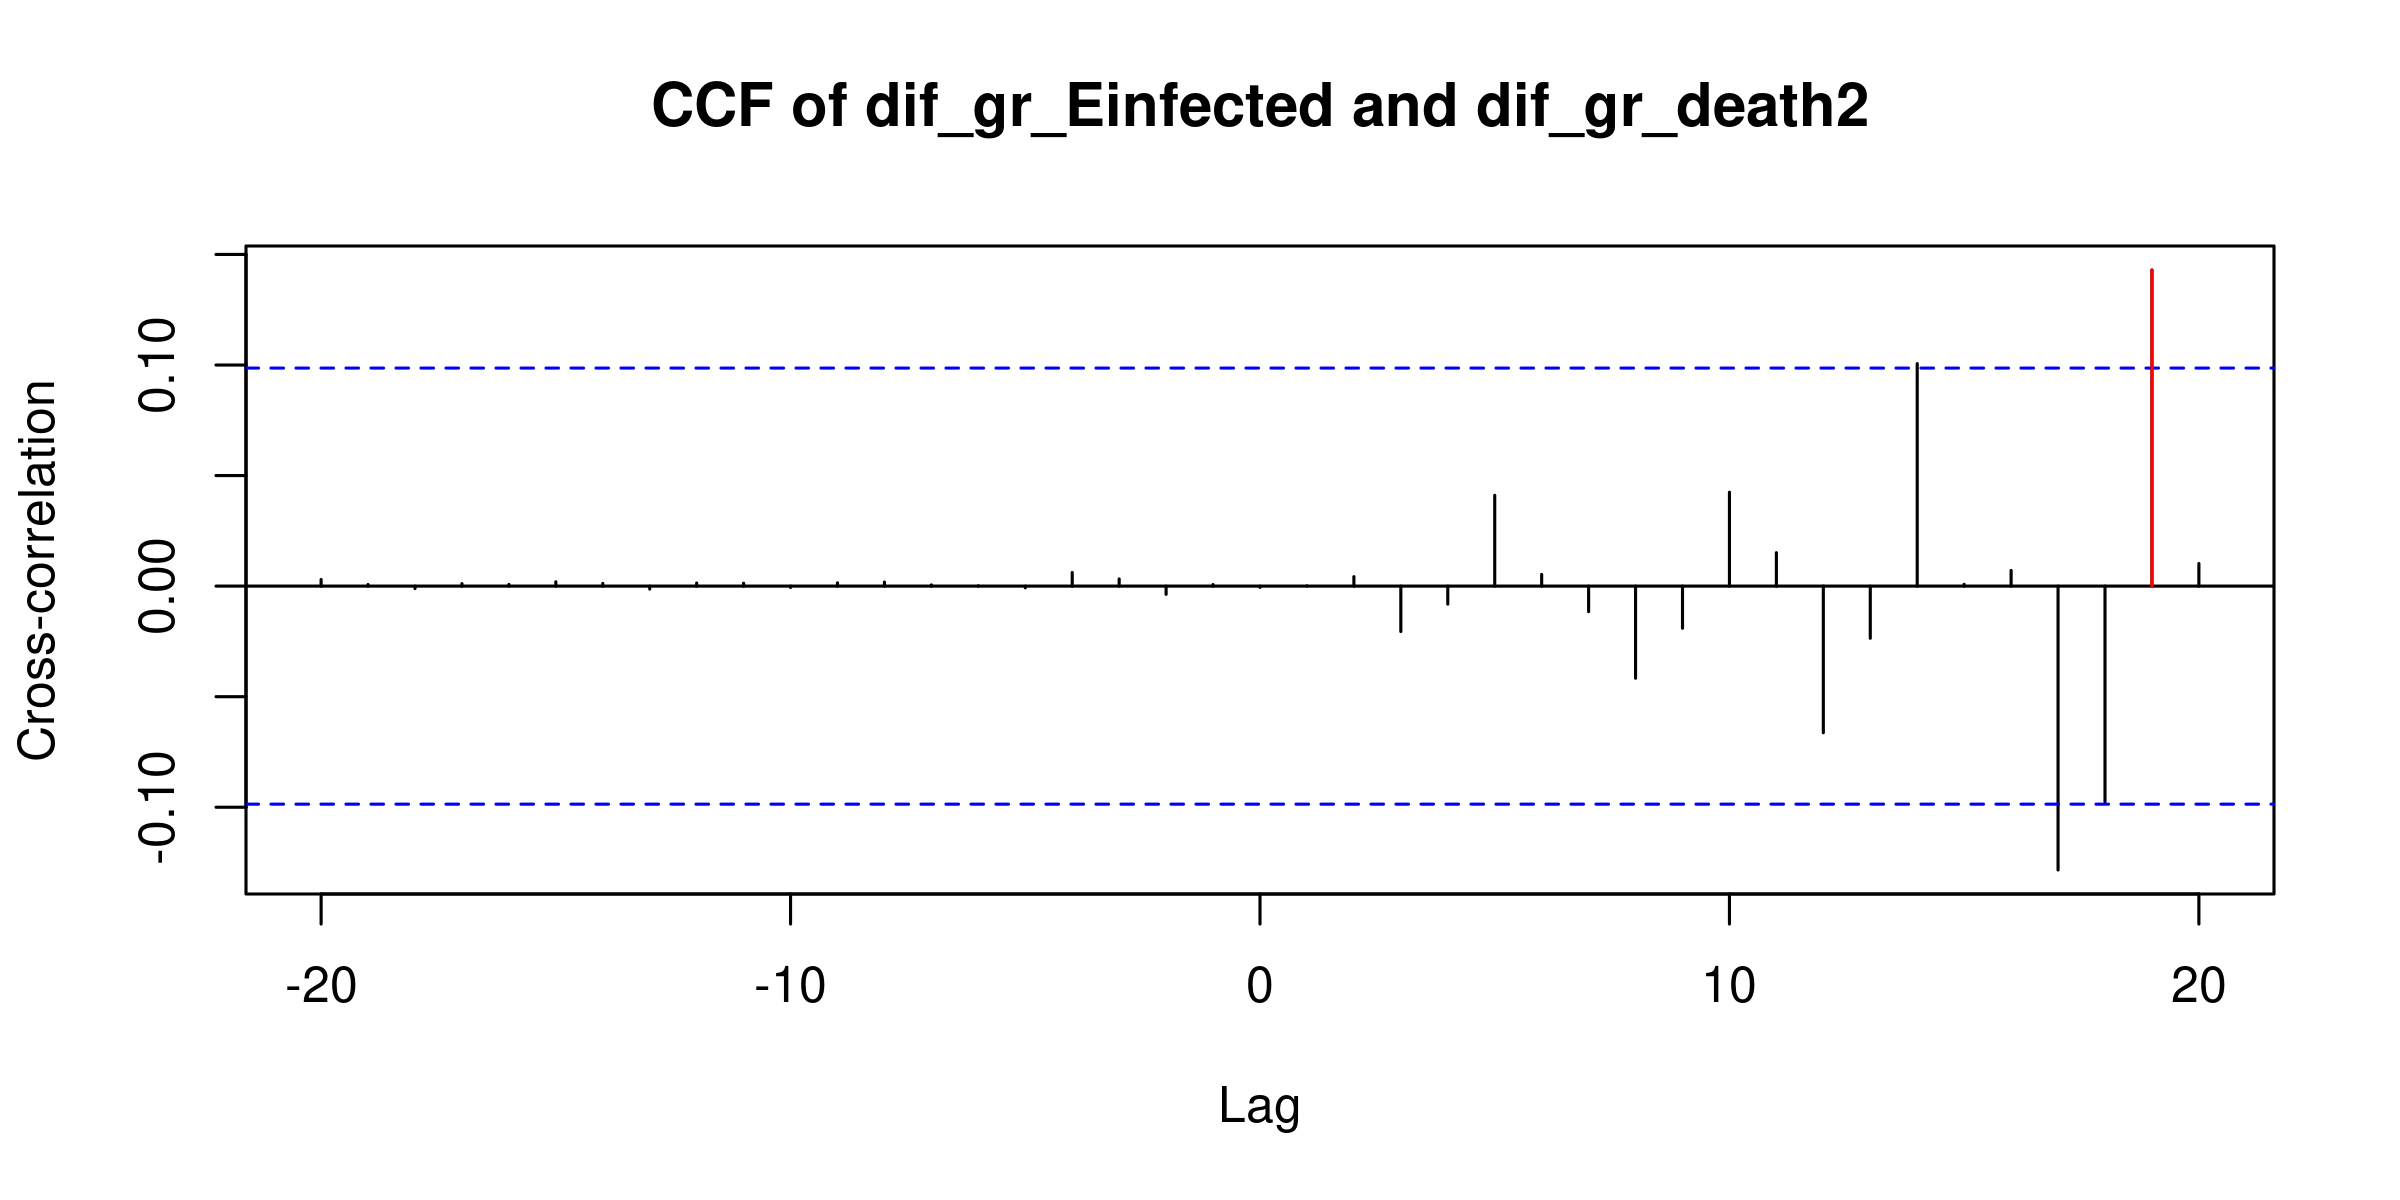 CCF of dif_gr_Einfected and dif_gr_death2
Cross-correlation
0.10
0.00
-0.10
-20
-10
0
10
20
Lag